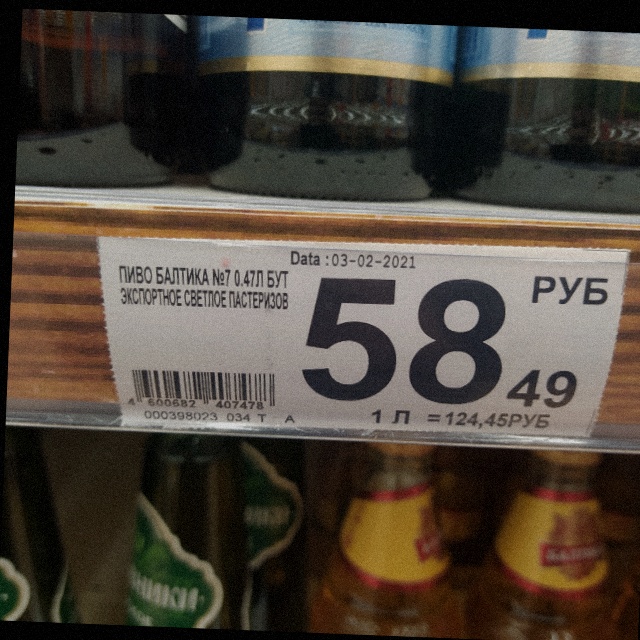 Data : 03-02-2021
ПИВО БАЛТИКА №7 0.47Л БУТ
ЭКСПОРТНОЕ СВЕТЛОЕ ПАСТЕРИЗОВ
58 49 РУБ
4 600682 407478
000398023 034 Т А
1 Л =124,45РУБ